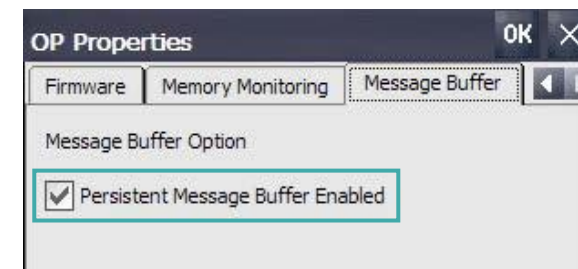 OP Properties OK
Firmware Memory Monitoring Message Buffer
Message Buffer Option
Persistent Message Buffer Enabled